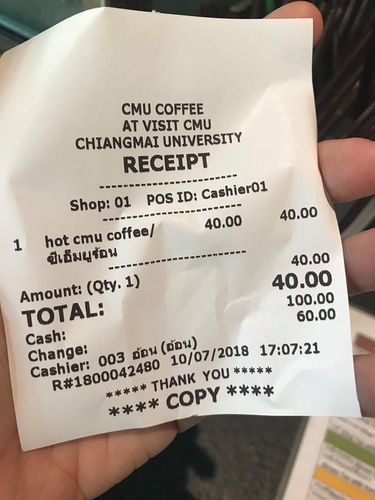 CMU COFFEE
AT VISIT CMU
CHIANGMAI UNIVERSITY
RECEIPT
--------------------
Shop: 01 POS ID: Cashier01
--------------------
1 hot cmu coffee/ 40.00 40.00
ซีเอ็มยูร้อน
--------------------
Amount: (Qty. 1) 40.00
TOTAL: 40.00
Cash: 100.00
Change: 60.00
Cashier: 003 อ้อน (อ้อน)
R#1800042480 10/07/2018 17:07:21
***** THANK YOU *****
**** COPY ****